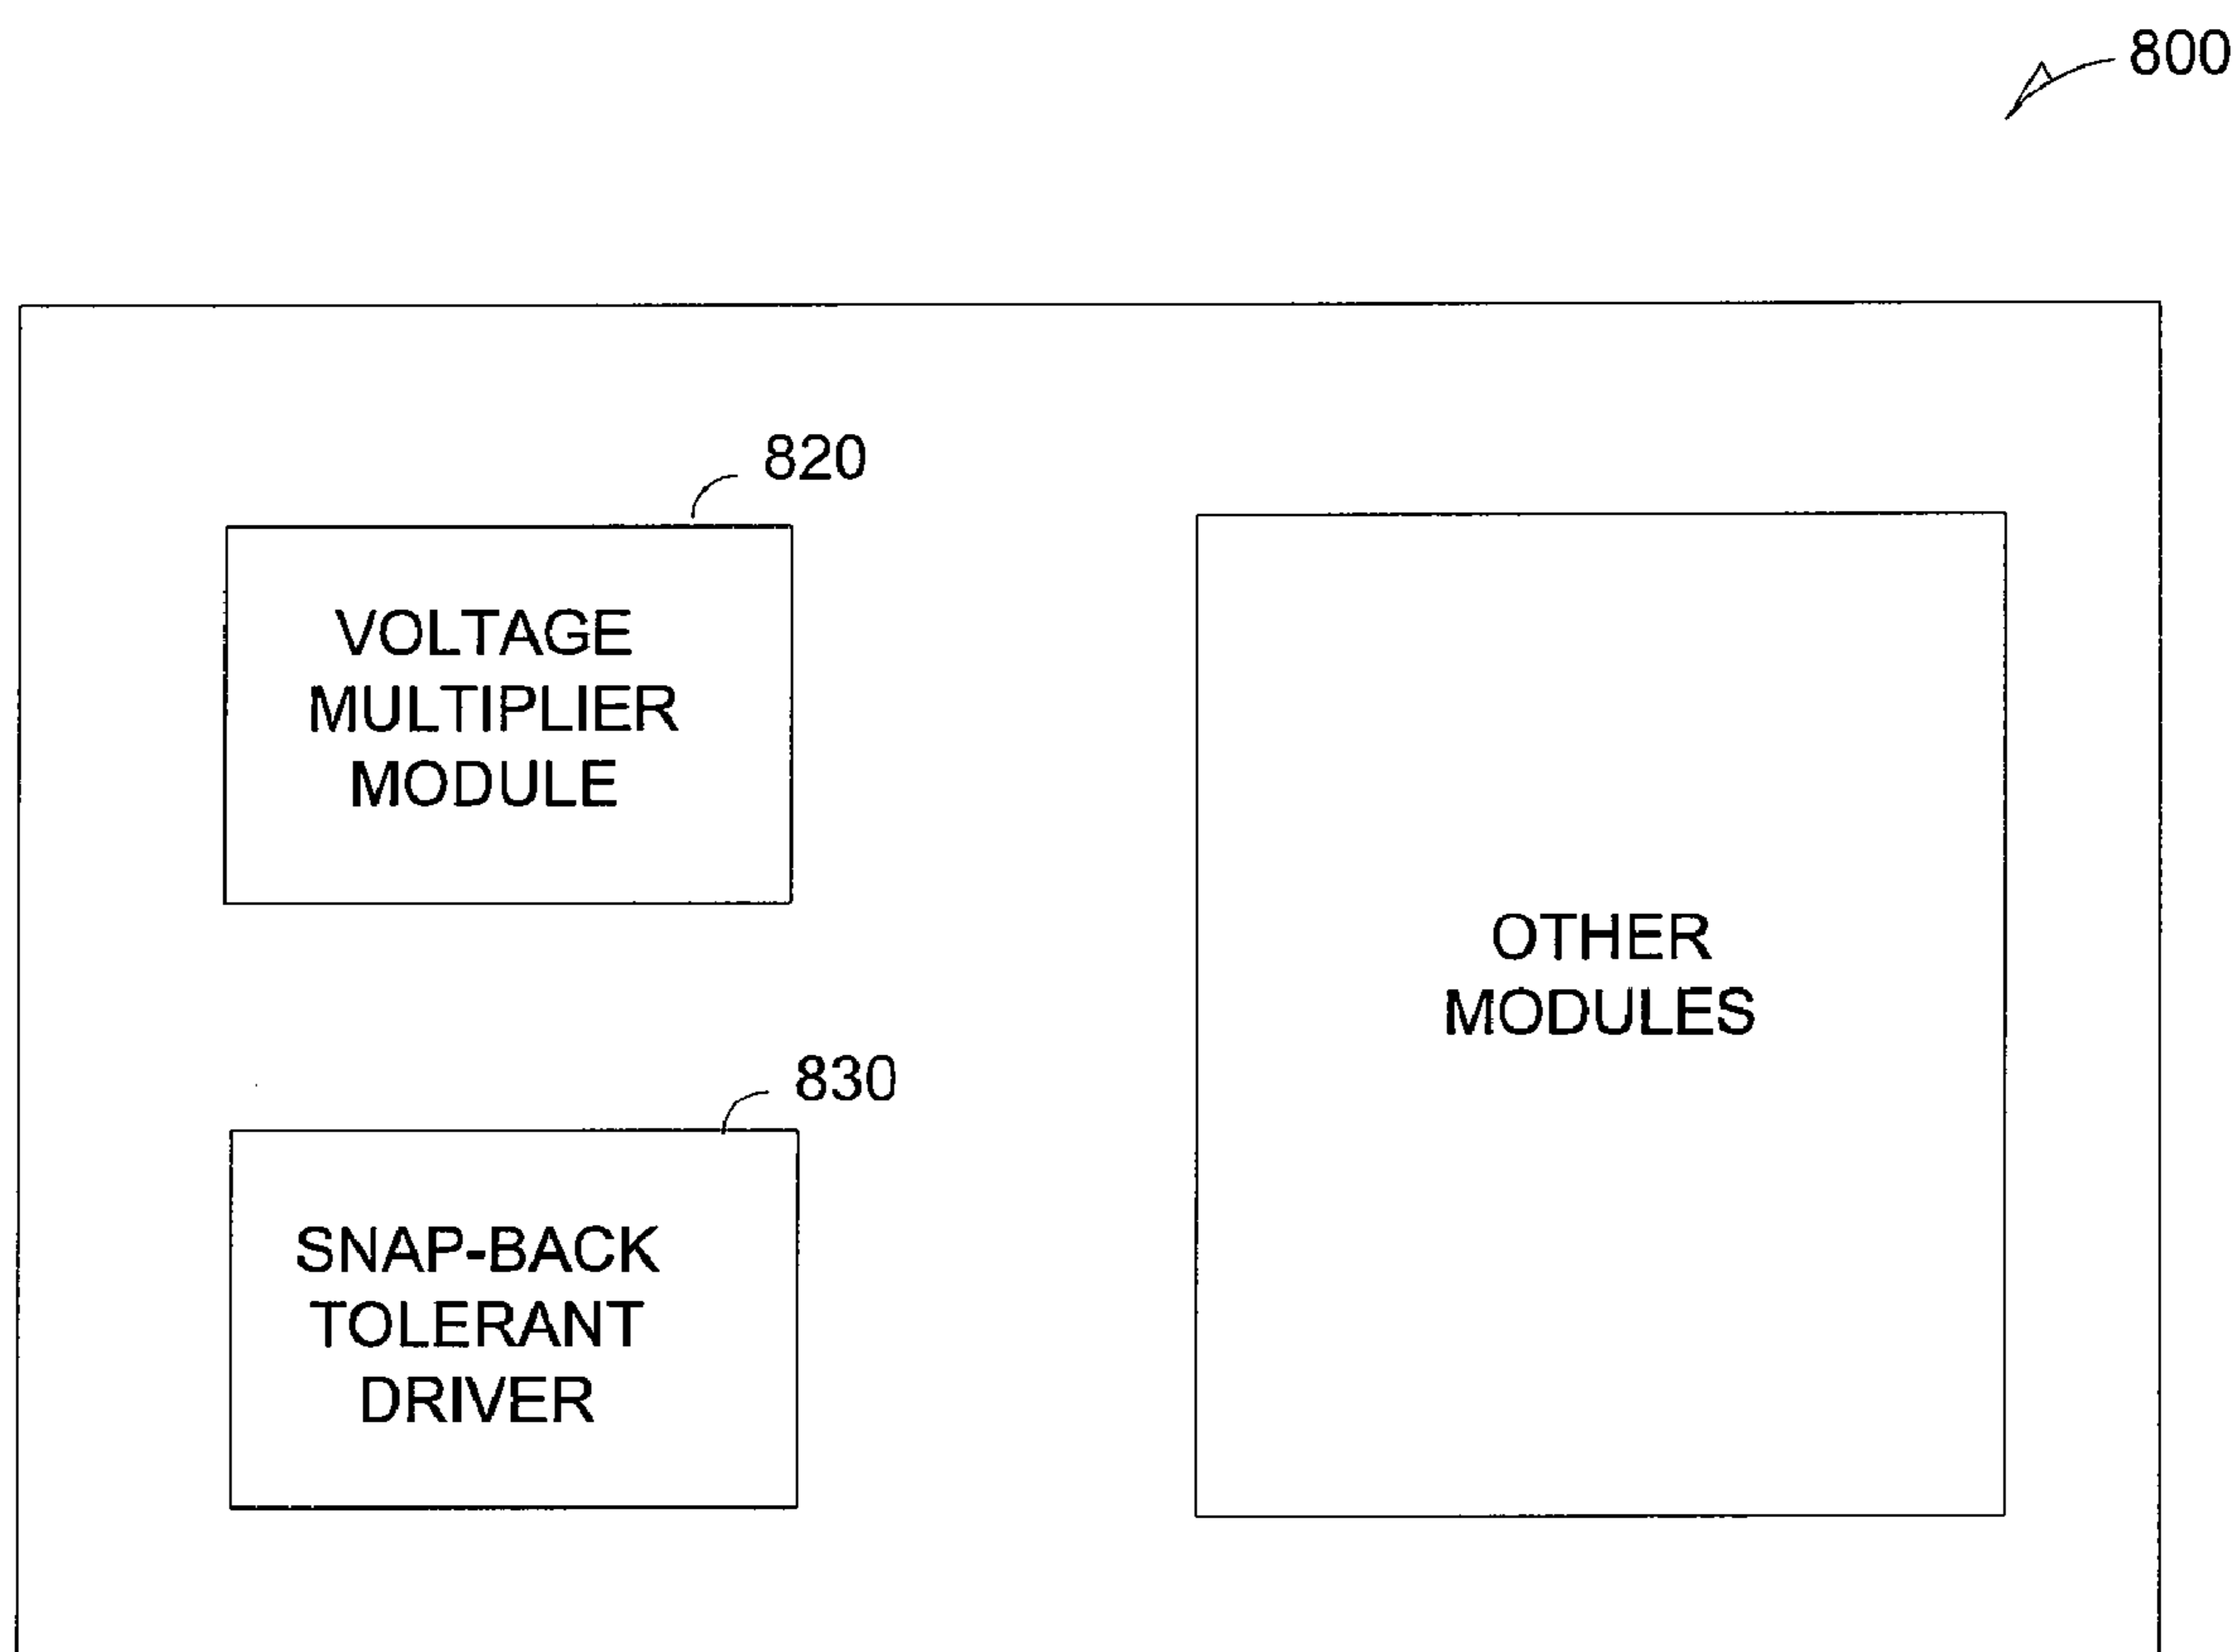 800
820
VOLTAGE
MULTIPLIER
MODULE
OTHER
MODULES
830
SNAP-BACK
TOLERANT
DRIVER